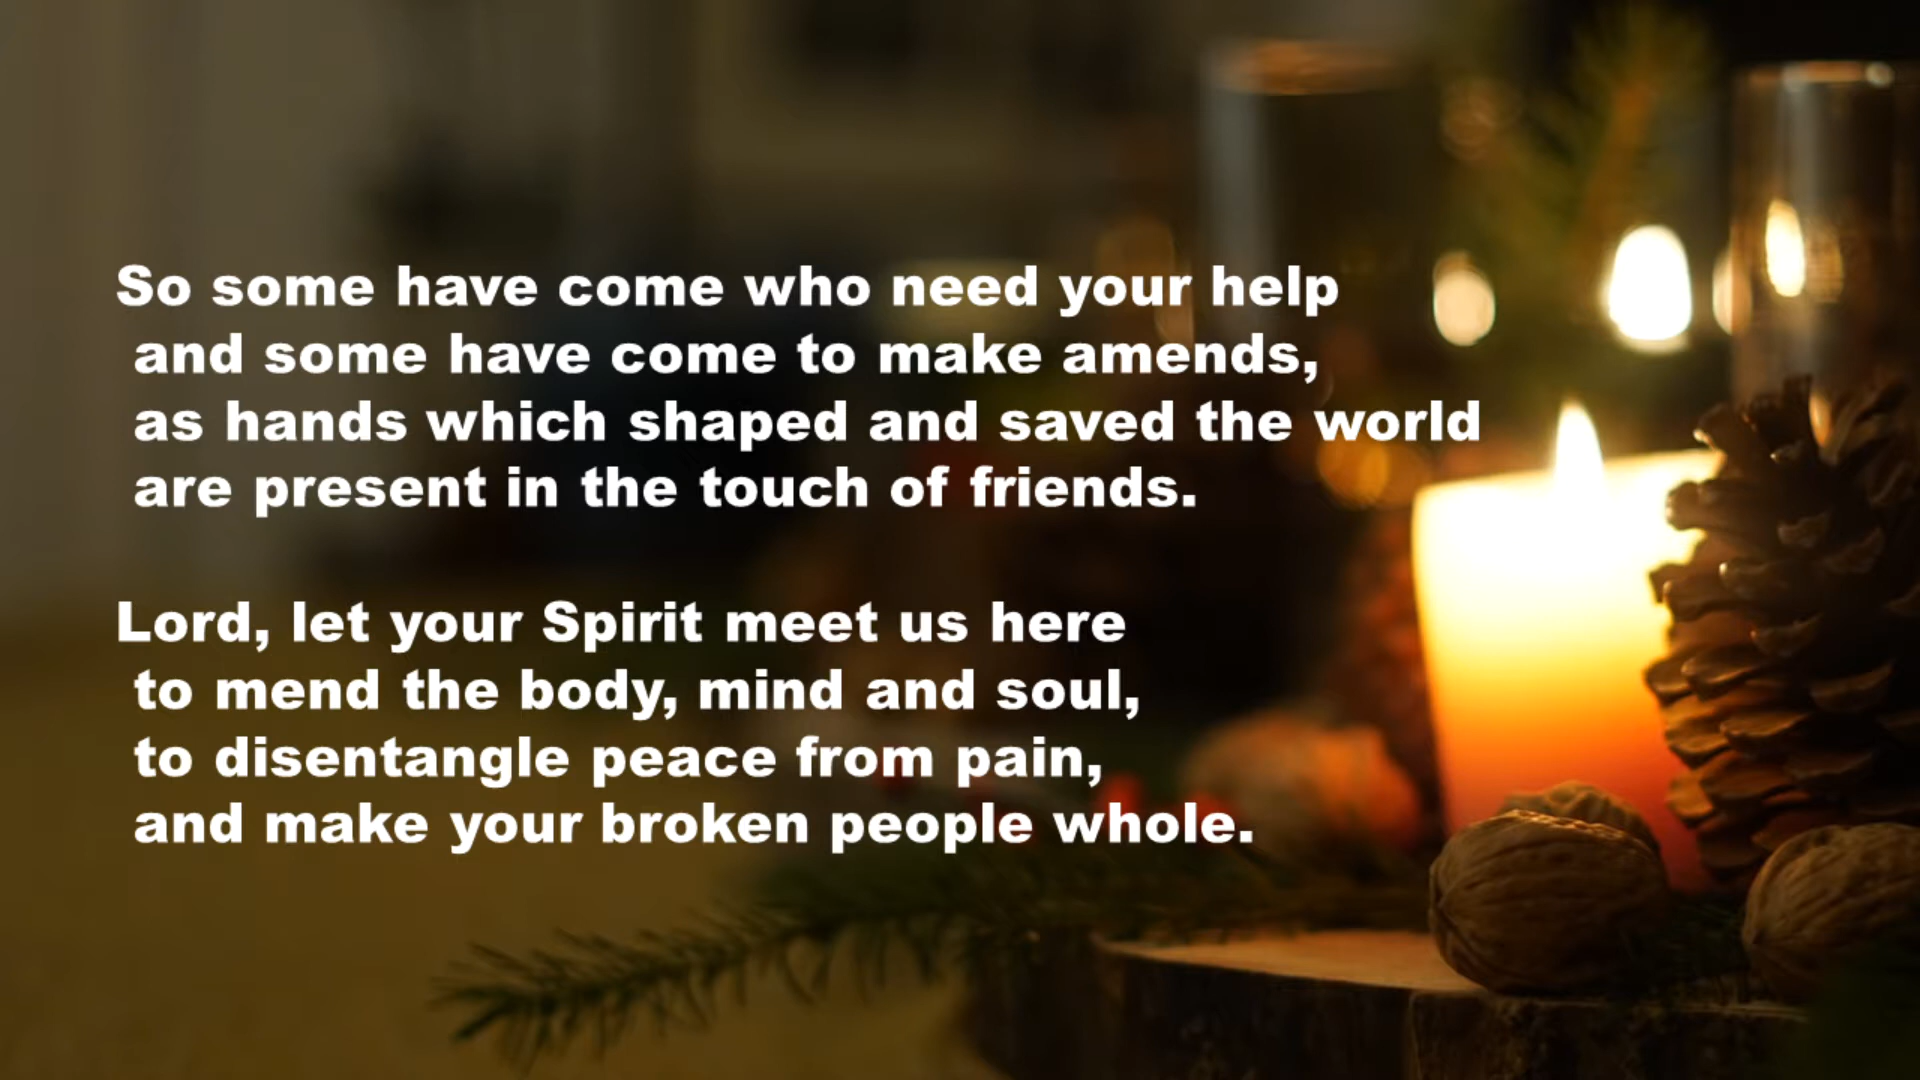 So some have come who need your help
and some have come to make amends,
as hands which shaped and saved the world
are present in the touch of friends.

Lord, let your Spirit meet us here
to mend the body, mind and soul,
to disentangle peace from pain,
and make your broken people whole.